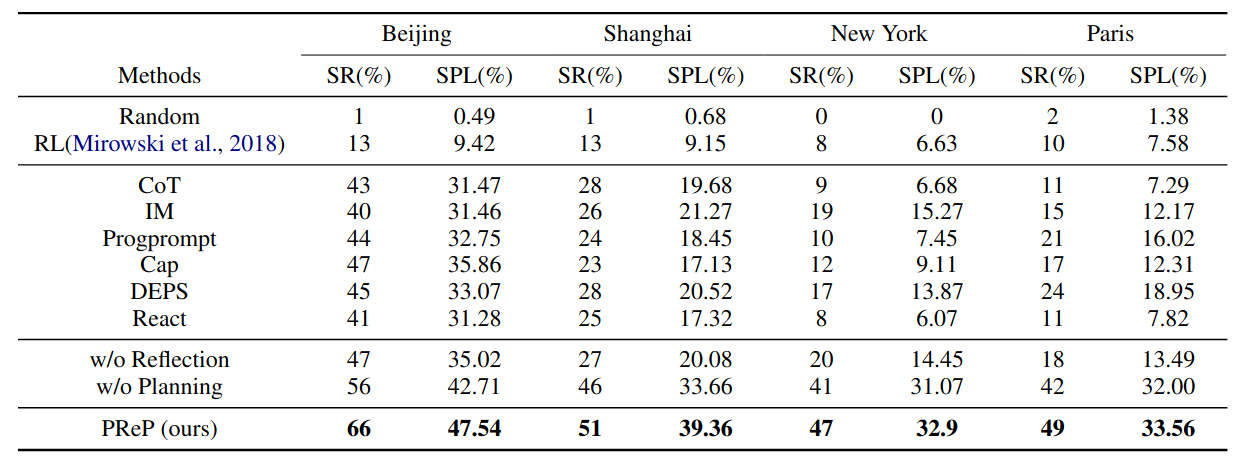 Beijing Shanghai New York Paris
Methods SR(%) SPL(%) SR(%) SPL(%) SR(%) SPL(%) SR(%) SPL(%)
Random 1 0.49 1 0.68 0 0 2 1.38
RL(Mirowski et al., 2018) 13 9.42 13 9.15 8 6.63 10 7.58
CoT 43 31.47 28 19.68 9 6.68 11 7.29
IM 40 31.46 26 21.27 19 15.27 15 12.17
Progprompt 44 32.75 24 18.45 10 7.45 21 16.02
Cap 47 35.86 23 17.13 12 9.11 17 12.31
DEPS 45 33.07 28 20.52 17 13.87 24 18.95
React 41 31.28 25 17.32 8 6.07 11 7.82
w/o Reflection 47 35.02 27 20.08 20 14.45 18 13.49
w/o Planning 56 42.71 46 33.66 41 31.07 42 32.00
PReP (ours) 66 47.54 51 39.36 47 32.9 49 33.56